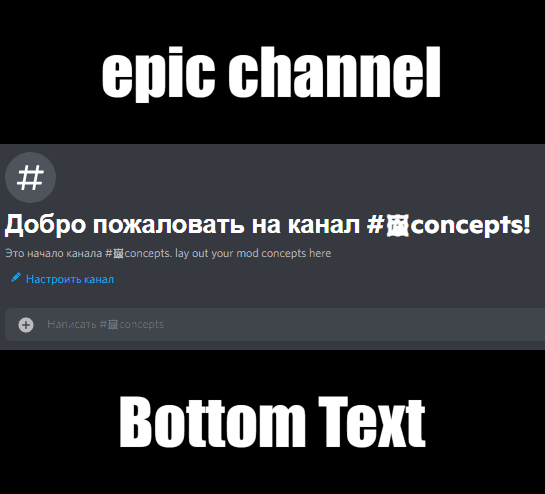 epic channel
#
Добро пожаловать на канал #🖼concepts!
Это начало канала #🖼concepts. lay out your mod concepts here
Настроить канал
Написать #🖼concepts
Bottom Text